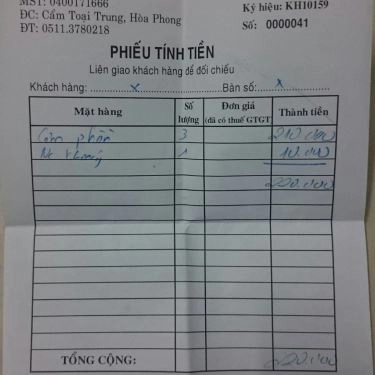 MST: 0400171666
ĐC: Cẩm Toại Trung, Hòa Phong
ĐT: 0511.3780218
Ký hiệu: KH10159
Số: 0000041
PHIẾU TÍNH TIỀN
Liên giao khách hàng để đối chiếu
Khách hàng: x Bàn số: x
Mặt hàng Số lượng Đơn giá (đã có thuế GTGT) Thành tiền
Cơm phần 3 210.000
1 10.000
220.000
TỔNG CỘNG: 220.000